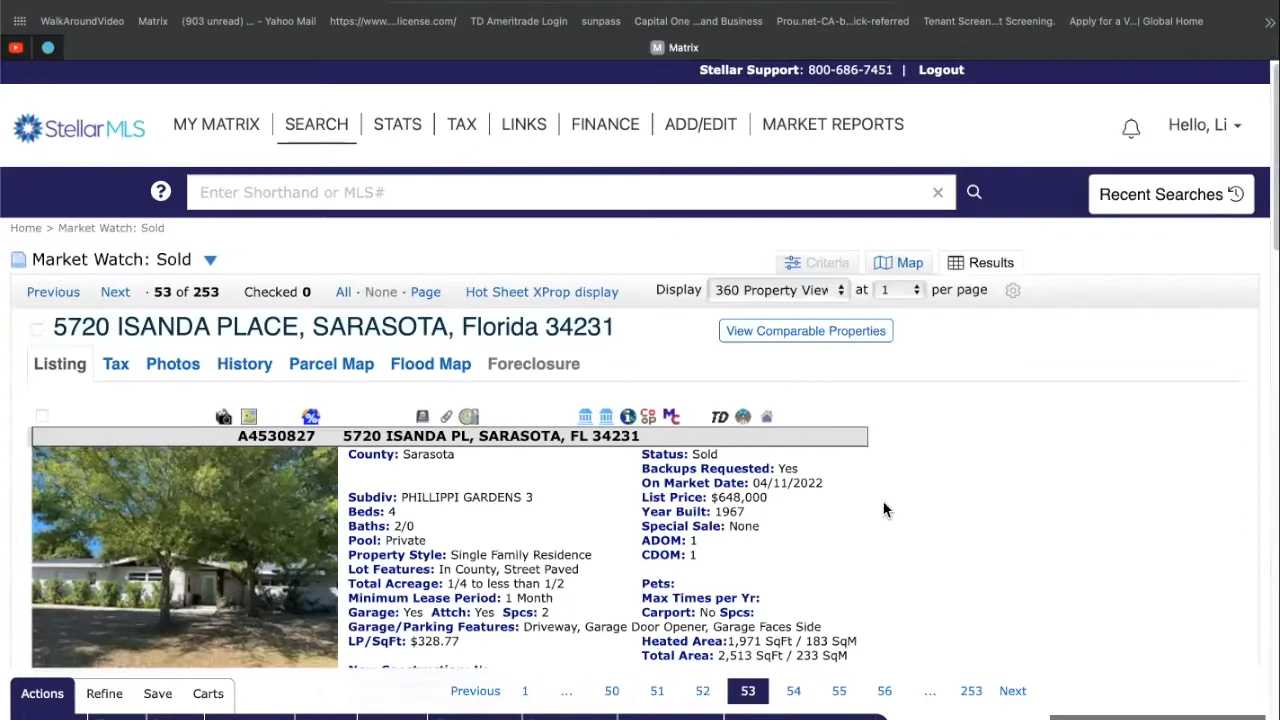 WalkAroundVideo Matrix (903 unread) ... - Yahoo Mail https://www....license.com/ TD Ameritrade Login sunpass Capital One ...and Business Prou.net-CA-b...ick-referred Tenant Screen...t Screening. Apply for a V...| Global Home
M Matrix
Stellar Support: 800-686-7451 | Logout
StellarMLS MY MATRIX SEARCH STATS TAX LINKS FINANCE ADD/EDIT MARKET REPORTS Hello, Li
? Enter Shorthand or MLS# Recent Searches
Home > Market Watch: Sold
Market Watch: Sold Criteria Map Results
Previous Next · 53 of 253 Checked 0 All · None · Page Hot Sheet XProp display Display 360 Property View at 1 per page
5720 ISANDA PLACE, SARASOTA, Florida 34231 View Comparable Properties
Listing Tax Photos History Parcel Map Flood Map Foreclosure
TD
A4530827 5720 ISANDA PL, SARASOTA, FL 34231
County: Sarasota
Subdiv: PHILLIPPI GARDENS 3
Beds: 4
Baths: 2/0
Pool: Private
Property Style: Single Family Residence
Lot Features: In County, Street Paved
Total Acreage: 1/4 to less than 1/2
Minimum Lease Period: 1 Month
Garage: Yes Attch: Yes Spcs: 2
Garage/Parking Features: Driveway, Garage Door Opener, Garage Faces Side
LP/SqFt: $328.77
Status: Sold
Backups Requested: Yes
On Market Date: 04/11/2022
List Price: $648,000
Year Built: 1967
Special Sale: None
ADOM: 1
CDOM: 1
Pets:
Max Times per Yr:
Carport: No Spcs:
Heated Area:1,971 SqFt / 183 SqM
Total Area: 2,513 SqFt / 233 SqM
Actions Refine Save Carts Previous 1 ... 50 51 52 53 54 55 56 ... 253 Next